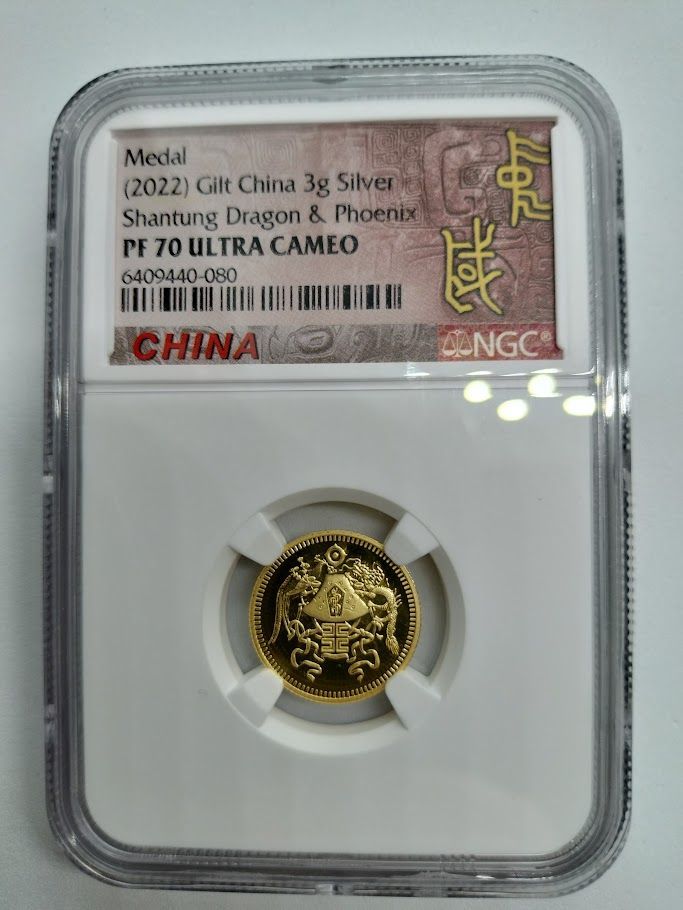 Medal
(2022) Gilt China 3g Silver
Shantung Dragon & Phoenix
PF 70 ULTRA CAMEO
6409440-080
CHINA
NGC®